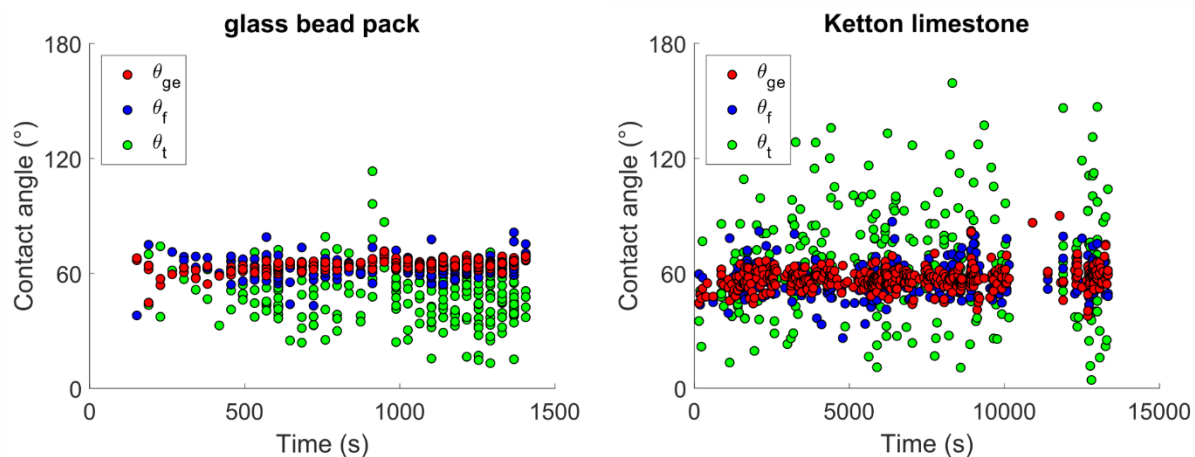 glass bead pack
180
120
60
0
Contact angle (°)
θge
θf
θt
0
500
1000
1500
Time (s)
Ketton limestone
180
120
60
0
Contact angle (°)
θge
θf
θt
0
5000
10000
15000
Time (s)